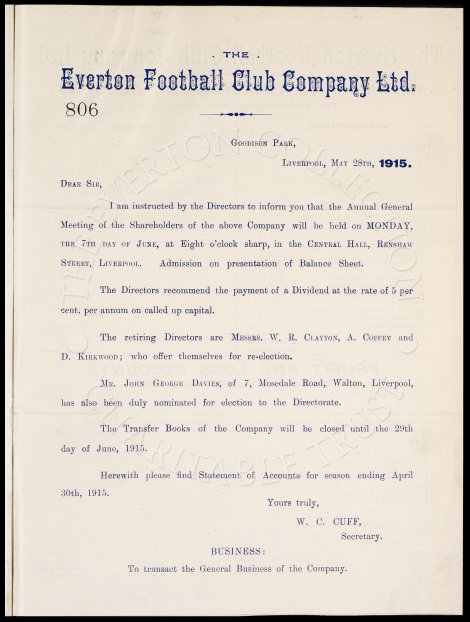 · THE ·
Everton Football Club Company Ltd.
806
GOODISON PARK,
LIVERPOOL, MAY 28TH, 1915.
DEAR SIR,
I am instructed by the Directors to inform you that the Annual General
Meeting of the Shareholders of the above Company will be held on MONDAY,
THE 7TH DAY OF JUNE, at Eight o'clock sharp, in the CENTRAL HALL, RENSHAW
STREET, LIVERPOOL. Admission on presentation of Balance Sheet.
The Directors recommend the payment of a Dividend at the rate of 5 per
cent. per annum on called up capital.
The retiring Directors are MESSRS. W. R. CLAYTON, A. COFFEY and
D. KIRKWOOD; who offer themselves for re-election.
MR. JOHN GEORGE DAVIES, of 7, Mosedale Road, Walton, Liverpool,
has also been duly nominated for election to the Directorate.
The Transfer Books of the Company will be closed until the 29th
day of June, 1915.
Herewith please find Statement of Accounts for season ending April
30th, 1915.
Yours truly,
W. C. CUFF,
Secretary.
BUSINESS:
To transact the General Business of the Company.
THE EVERTON COLLECTION
CHARITABLE TRUST